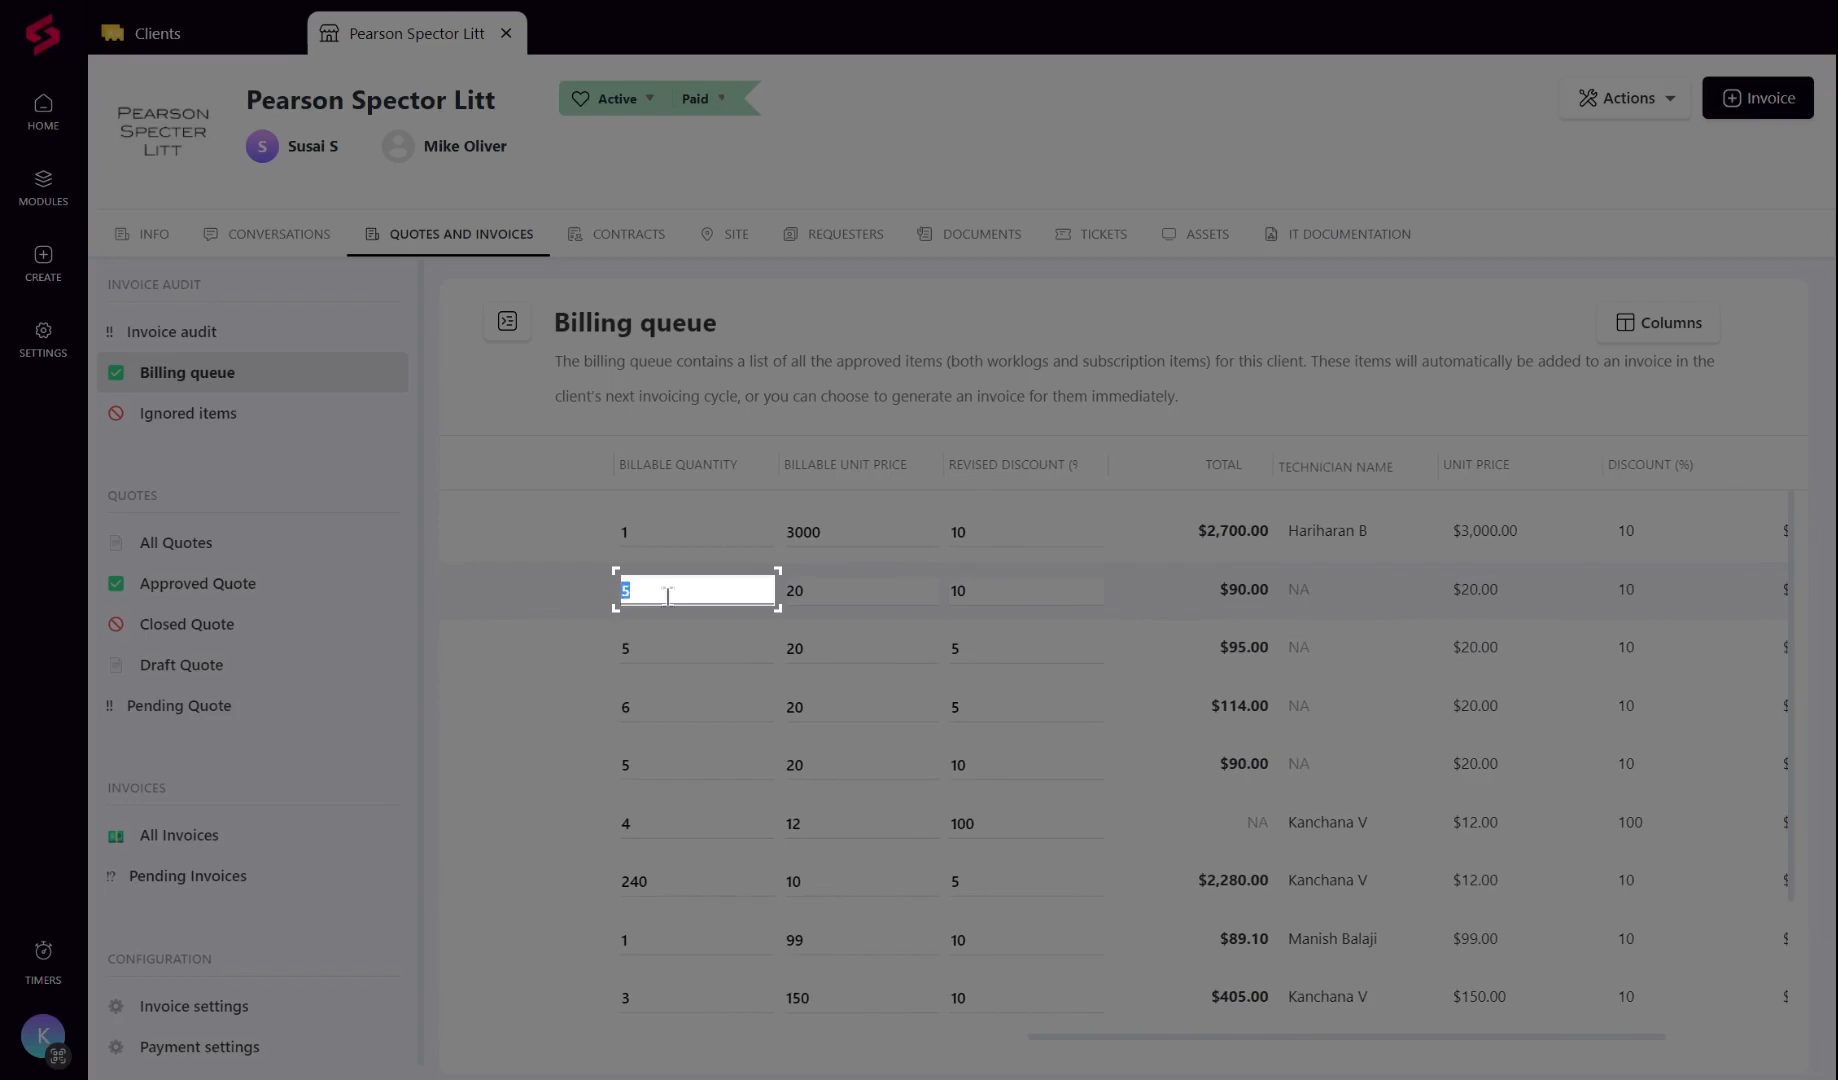 Clients
Pearson Spector Litt
HOME
MODULES
CREATE
SETTINGS
TIMERS
K
PEARSON
SPECTER
LITT
Pearson Spector Litt
Active
Paid
S
Susai S
Mike Oliver
Actions
Invoice
INFO
CONVERSATIONS
QUOTES AND INVOICES
CONTRACTS
SITE
REQUESTERS
DOCUMENTS
TICKETS
ASSETS
IT DOCUMENTATION
INVOICE AUDIT
!! Invoice audit
Billing queue
Ignored items
QUOTES
All Quotes
Approved Quote
Closed Quote
Draft Quote
!! Pending Quote
INVOICES
All Invoices
!? Pending Invoices
CONFIGURATION
Invoice settings
Payment settings
Billing queue
Columns
The billing queue contains a list of all the approved items (both worklogs and subscription items) for this client. These items will automatically be added to an invoice in the
client's next invoicing cycle, or you can choose to generate an invoice for them immediately.
BILLABLE QUANTITY BILLABLE UNIT PRICE REVISED DISCOUNT (% TOTAL TECHNICIAN NAME UNIT PRICE DISCOUNT (%)
1 3000 10 $2,700.00 Hariharan B $3,000.00 10 $
5 20 10 $90.00 NA $20.00 10 $
5 20 5 $95.00 NA $20.00 10 $
6 20 5 $114.00 NA $20.00 10 $
5 20 10 $90.00 NA $20.00 10 $
4 12 100 NA Kanchana V $12.00 100 $
240 10 5 $2,280.00 Kanchana V $12.00 10 $
1 99 10 $89.10 Manish Balaji $99.00 10 $
3 150 10 $405.00 Kanchana V $150.00 10 $